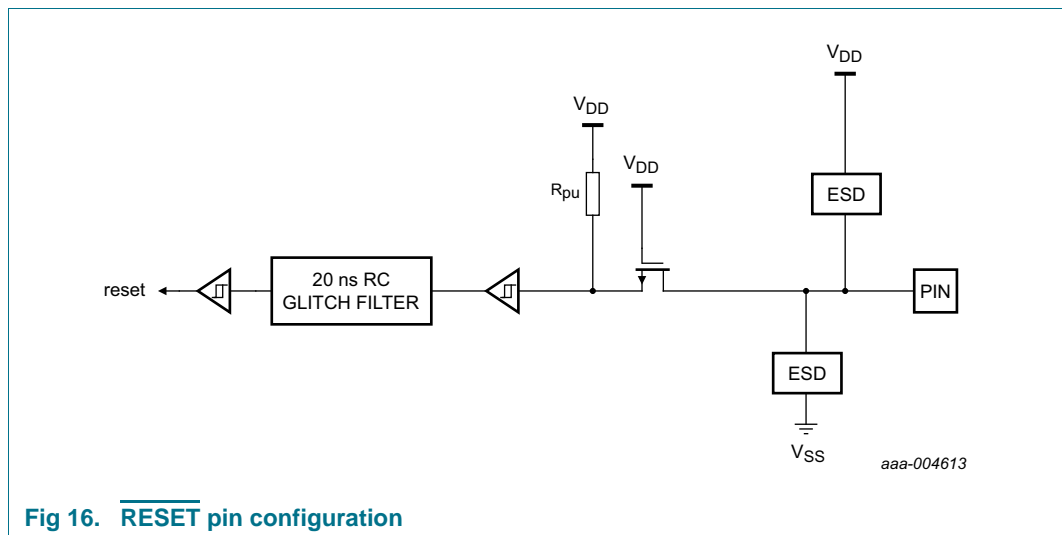 VDD
VDD
VDD
Rpu
ESD
reset
20 ns RC
GLITCH FILTER
PIN
ESD
VSS
aaa-004613
Fig 16. RESET pin configuration